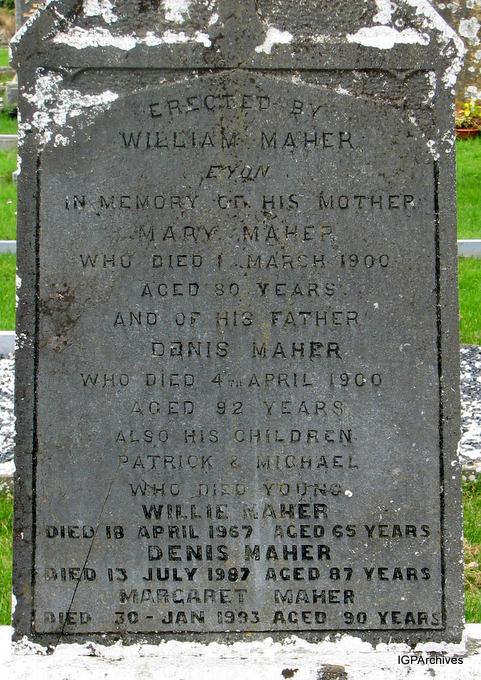 ERECTED BY
WILLIAM MAHER
EYON
IN MEMORY OF HIS MOTHER
MARY MAHER
WHO DIED MARCH 1900
AGED 80 YEARS
AND OF HIS FATHER
DENIS MAHER
WHO DIED 4TH APRIL 1900
AGED 92 YEARS
ALSO HIS CHILDREN
PATRICK & MICHAEL
WHO DIED YOUNG
WILLIE MAHER
DIED 18 APRIL 1967 AGED 65 YEARS
DENIS MAHER
DIED 13 JULY 1987 AGED 87 YEARS
MARGARET MAHER
DIED 30-JAN 1993 AGED 90 YEARS
IGPArchives